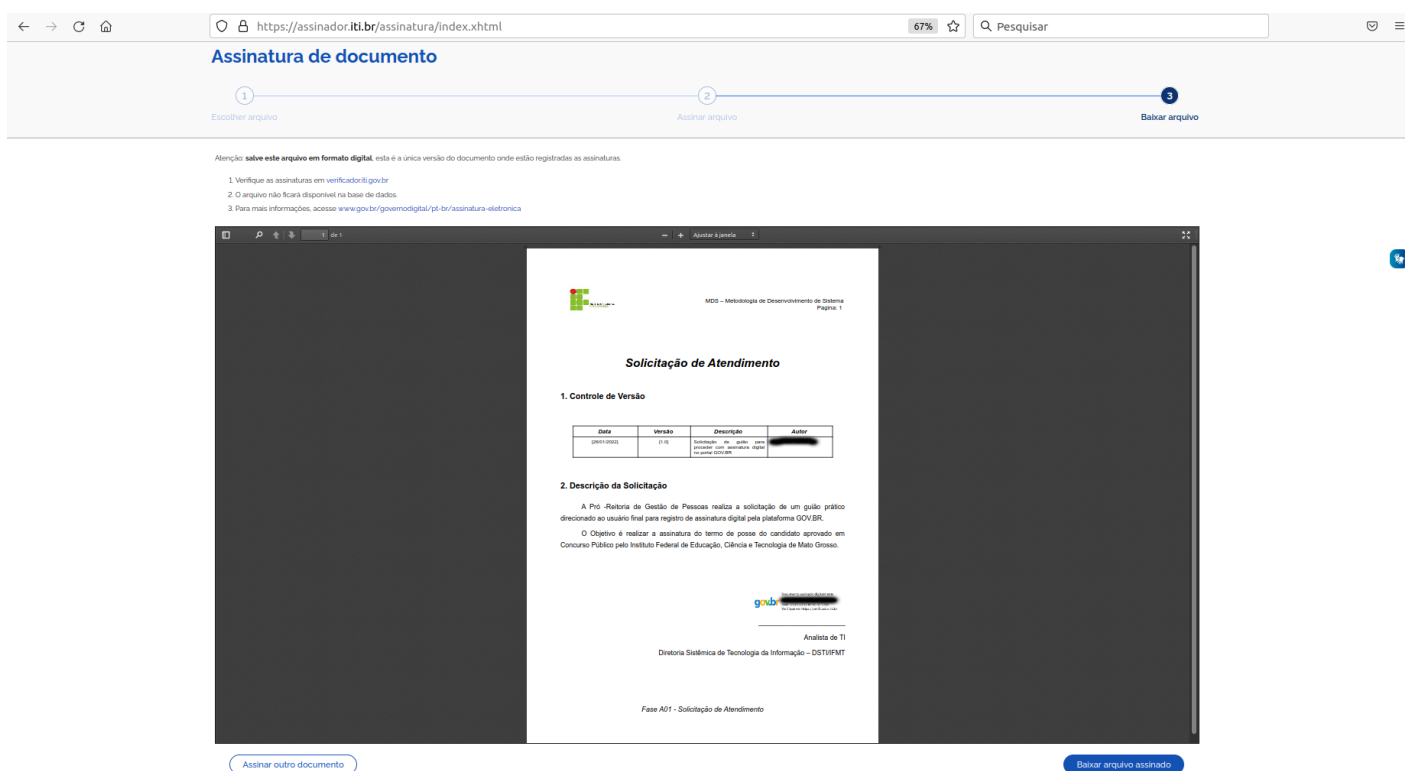 https://assinador.iti.br/assinatura/index.xhtml
67%
Pesquisar
Assinatura de documento
1
2
3
Escolher arquivo
Assinar arquivo
Baixar arquivo
Atenção: salve este arquivo em formato digital, esta é a única versão do documento onde estão registradas as assinaturas.
1. Verifique as assinaturas em verificador.iti.gov.br
2. O arquivo não ficará disponível na base de dados.
3. Para mais informações, acesse www.gov.br/governodigital/pt-br/assinatura-eletronica
1 de 1
Ajustar à janela
MDS – Metodologia de Desenvolvimento de Sistema
Pagina: 1
Solicitação de Atendimento
1. Controle de Versão
Data Versão Descrição Autor
[26/01/2022] [1.0] Solicitação de guião para
proceder com assinatura digital
no portal GOV.BR
2. Descrição da Solicitação
A Pró -Reitoria de Gestão de Pessoas realiza a solicitação de um guião prático
direcionado ao usuário final para registro de assinatura digital pela plataforma GOV.BR.
O Objetivo é realizar a assinatura do termo de posse do candidato aprovado em
Concurso Público pelo Instituto Federal de Educação, Ciência e Tecnologia de Mato Grosso.
gov.br
Analista de TI
Diretoria Sistêmica de Tecnologia da Informação – DSTI/IFMT
Fase A01 - Solicitação de Atendimento
Assinar outro documento
Baixar arquivo assinado